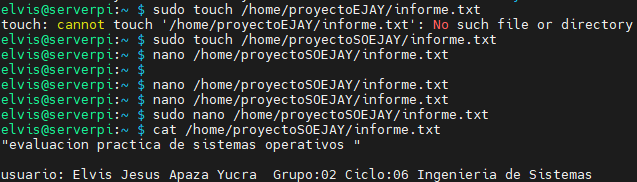 elvis@serverpi:~ $ sudo touch /home/proyectoEJAY/informe.txt
touch: cannot touch '/home/proyectoEJAY/informe.txt': No such file or directory
elvis@serverpi:~ $ sudo touch /home/proyectoSOEJAY/informe.txt
elvis@serverpi:~ $ nano /home/proyectoSOEJAY/informe.txt
elvis@serverpi:~ $
elvis@serverpi:~ $ nano /home/proyectoSOEJAY/informe.txt
elvis@serverpi:~ $ nano /home/proyectoSOEJAY/informe.txt
elvis@serverpi:~ $ sudo nano /home/proyectoSOEJAY/informe.txt
elvis@serverpi:~ $ cat /home/proyectoSOEJAY/informe.txt
"evaluacion practica de sistemas operativos "
usuario: Elvis Jesus Apaza Yucra  Grupo:02 Ciclo:06 Ingenieria de Sistemas